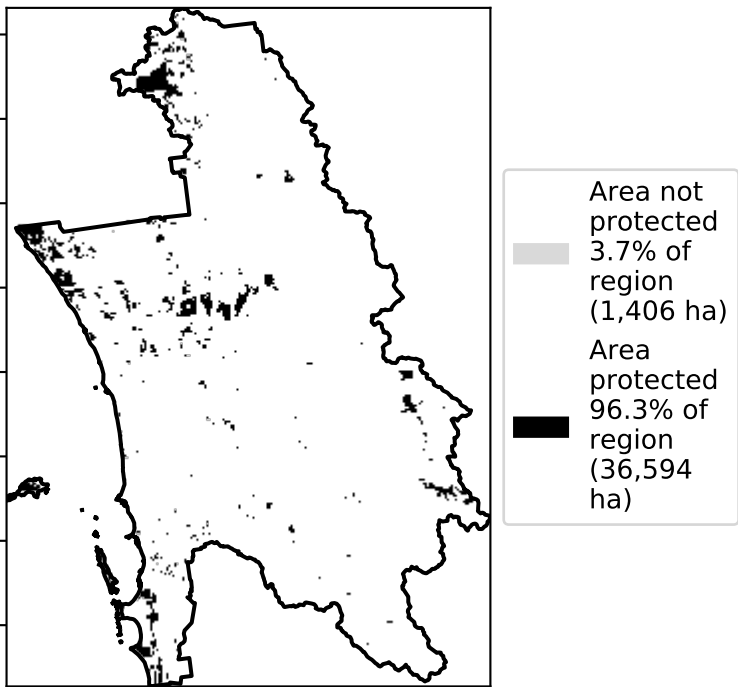 Area not
protected
3.7% of
region
(1,406 ha)
Area
protected
96.3% of
region
(36,594
ha)